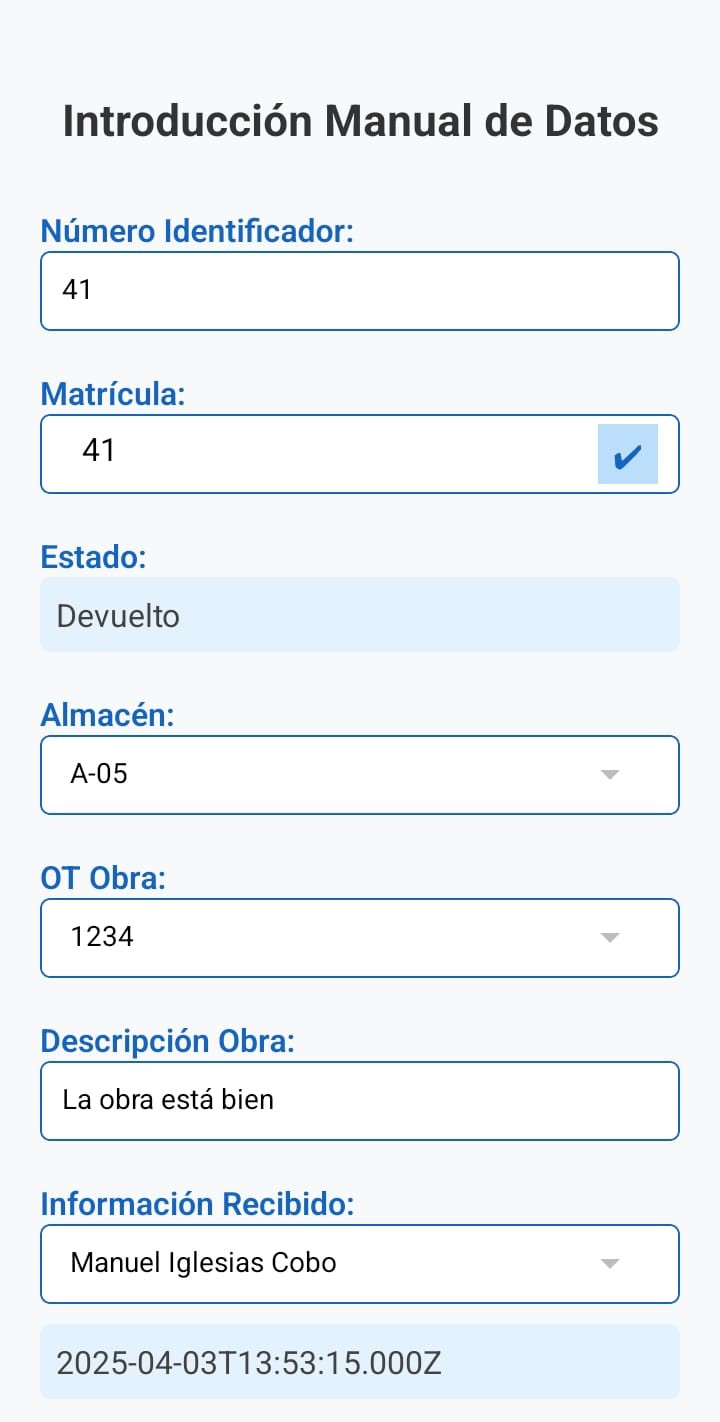 Introducción Manual de Datos
Número Identificador:
41
Matrícula:
41
Estado:
Devuelto
Almacén:
A-05
OT Obra:
1234
Descripción Obra:
La obra está bien
Información Recibido:
Manuel Iglesias Cobo
2025-04-03T13:53:15.000Z